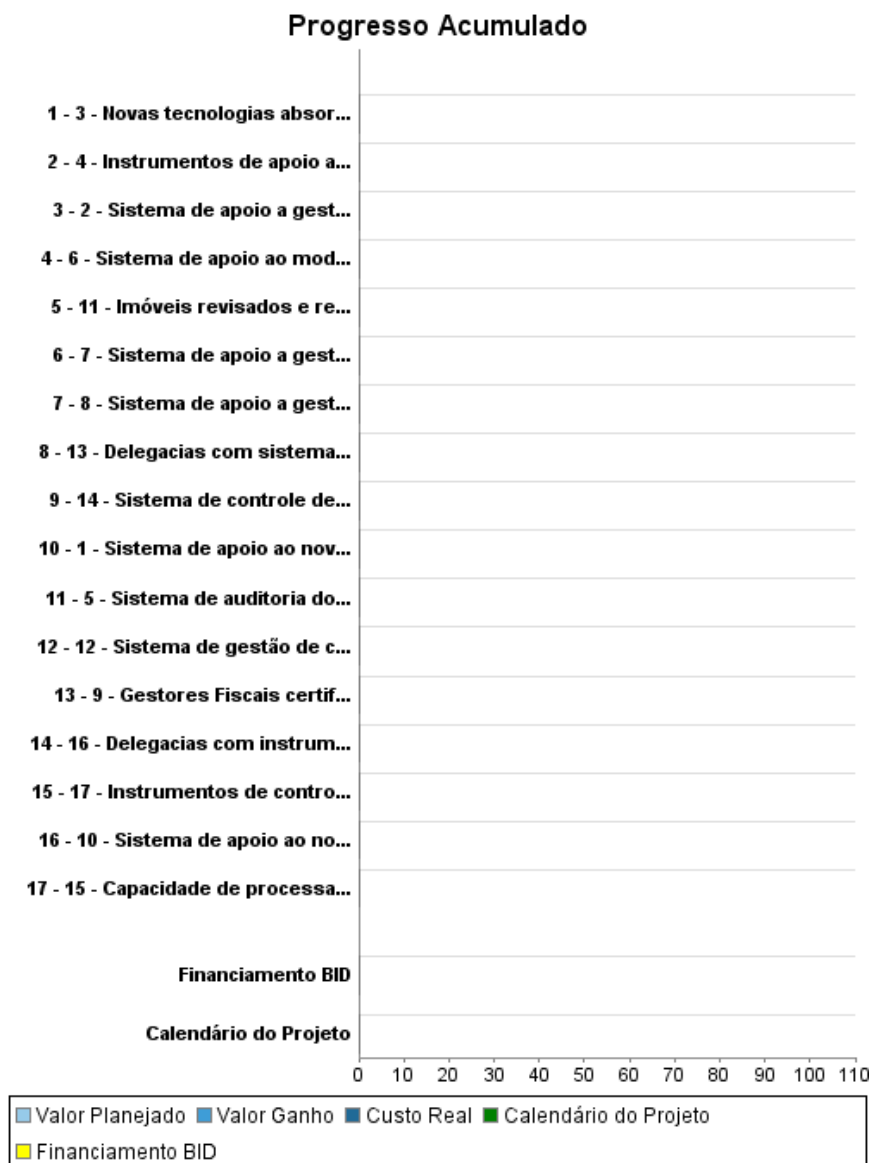 Progresso Acumulado
1 - 3 - Novas tecnologias absor...
2 - 4 - Instrumentos de apoio a...
3 - 2 - Sistema de apoio a gest...
4 - 6 - Sistema de apoio ao mod...
5 - 11 - Imóveis revisados e re...
6 - 7 - Sistema de apoio a gest...
7 - 8 - Sistema de apoio a gest...
8 - 13 - Delegacias com sistema...
9 - 14 - Sistema de controle de...
10 - 1 - Sistema de apoio ao nov...
11 - 5 - Sistema de auditoria do...
12 - 12 - Sistema de gestão de c...
13 - 9 - Gestores Fiscais certif...
14 - 16 - Delegacias com instrum...
15 - 17 - Instrumentos de contro...
16 - 10 - Sistema de apoio ao no...
17 - 15 - Capacidade de processa...
Financiamento BID
Calendário do Projeto
0 10 20 30 40 50 60 70 80 90 100 110
Valor Planejado Valor Ganho Custo Real Calendário do Projeto
Financiamento BID